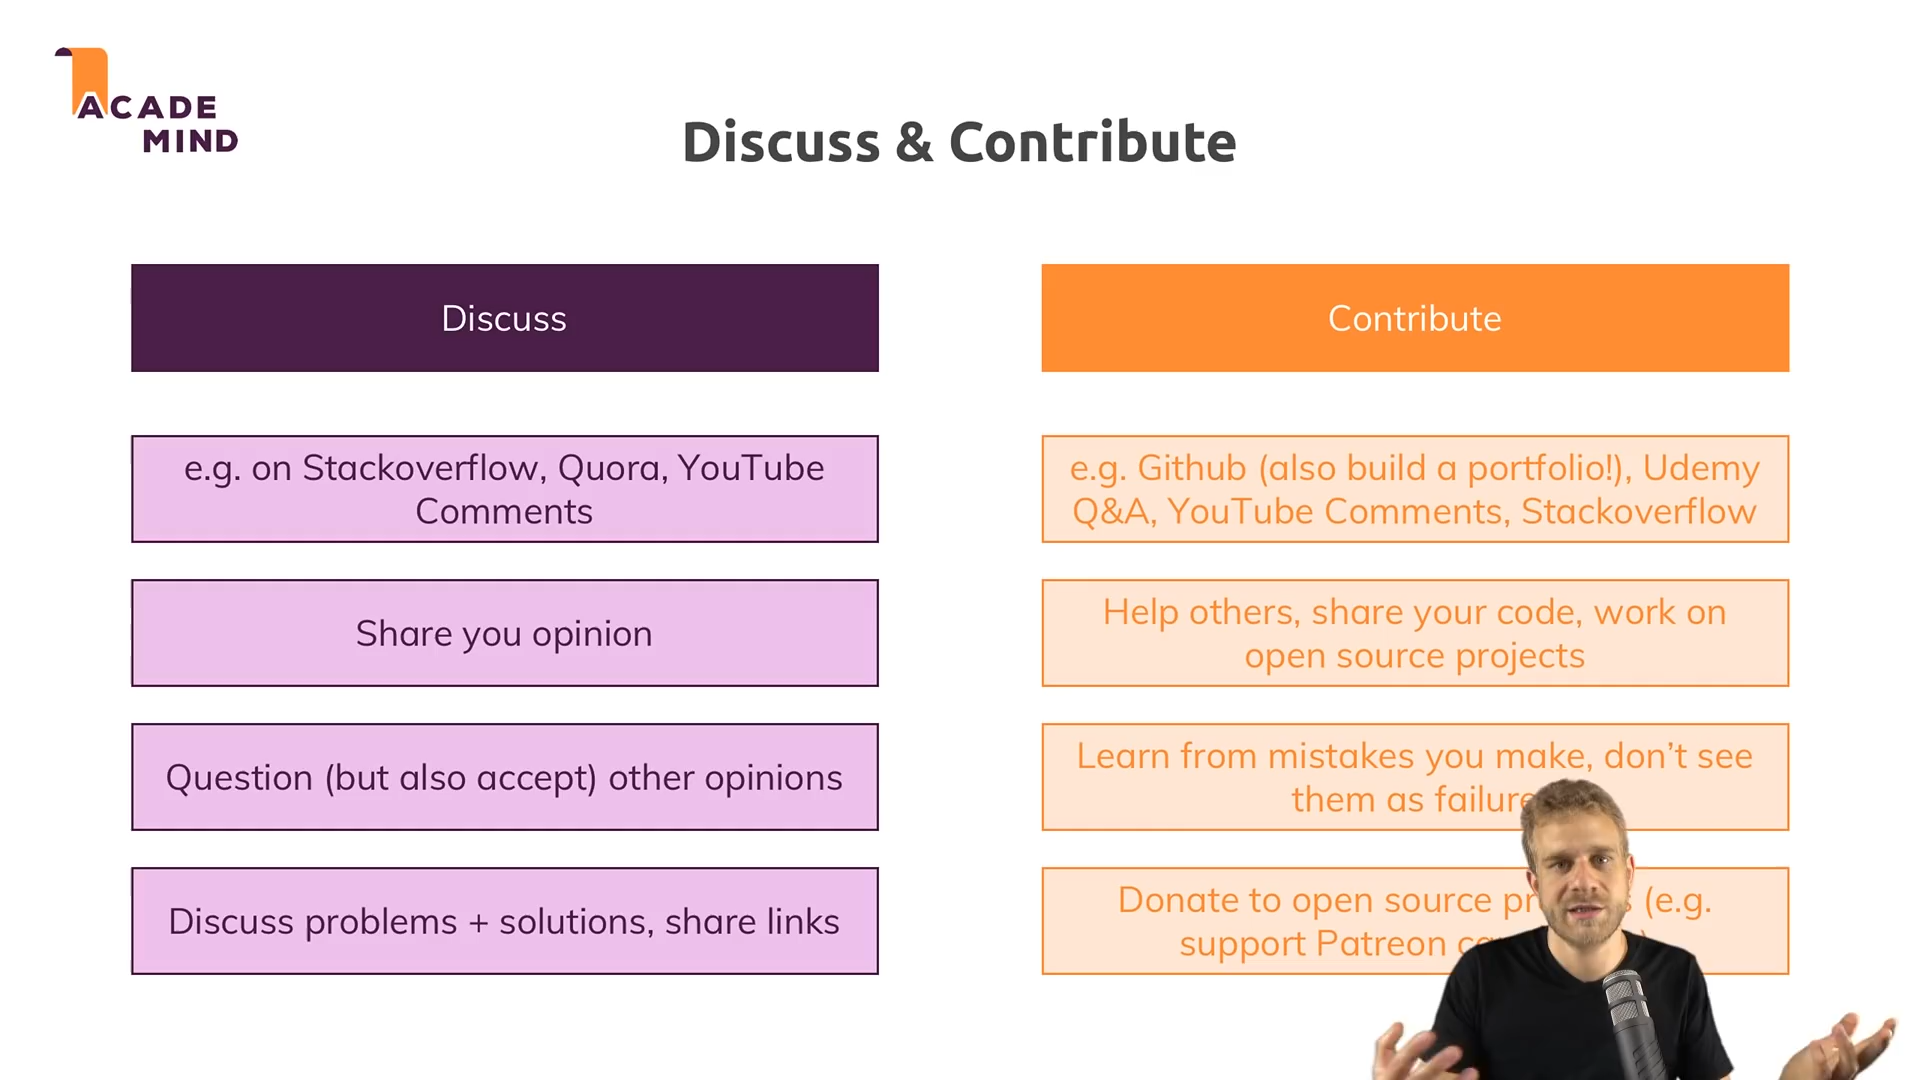 ACADE
MIND
Discuss & Contribute
Discuss
e.g. on Stackoverflow, Quora, YouTube
Comments
Share you opinion
Question (but also accept) other opinions
Discuss problems + solutions, share links
Contribute
e.g. Github (also build a portfolio!), Udemy
Q&A, YouTube Comments, Stackoverflow
Help others, share your code, work on
open source projects
Learn from mistakes you make, don’t see
them as
Donate to open source (e.g.
support Patreon